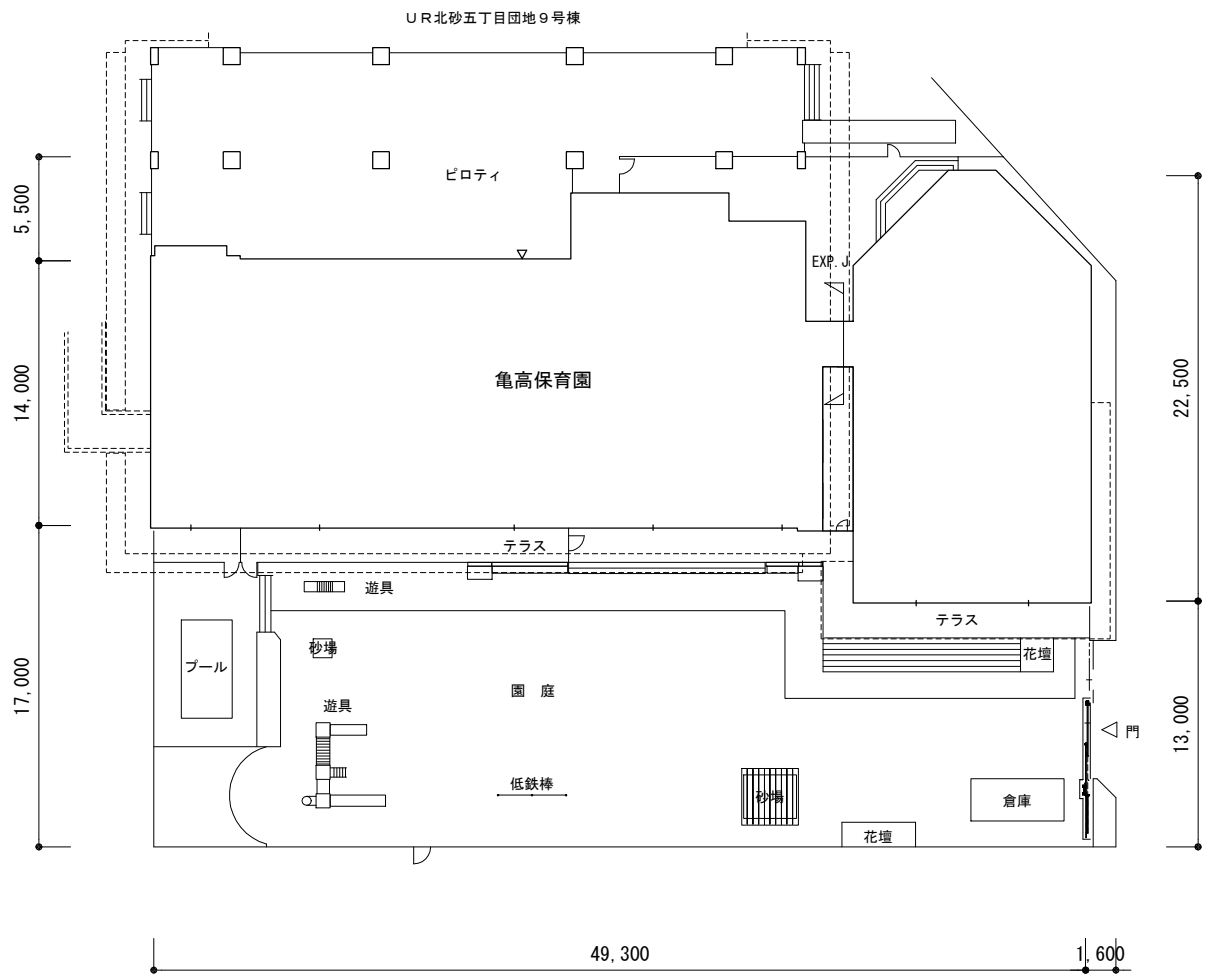 UR北砂五丁目団地9号棟
ピロティ
5,500
EXP.J
亀高保育園
14,000
22,500
テラス
遊具
テラス
砂場
花壇
プール
園 庭
遊具
17,000
13,000
門
低鉄棒
砂場
倉庫
花壇
49,300
1,600